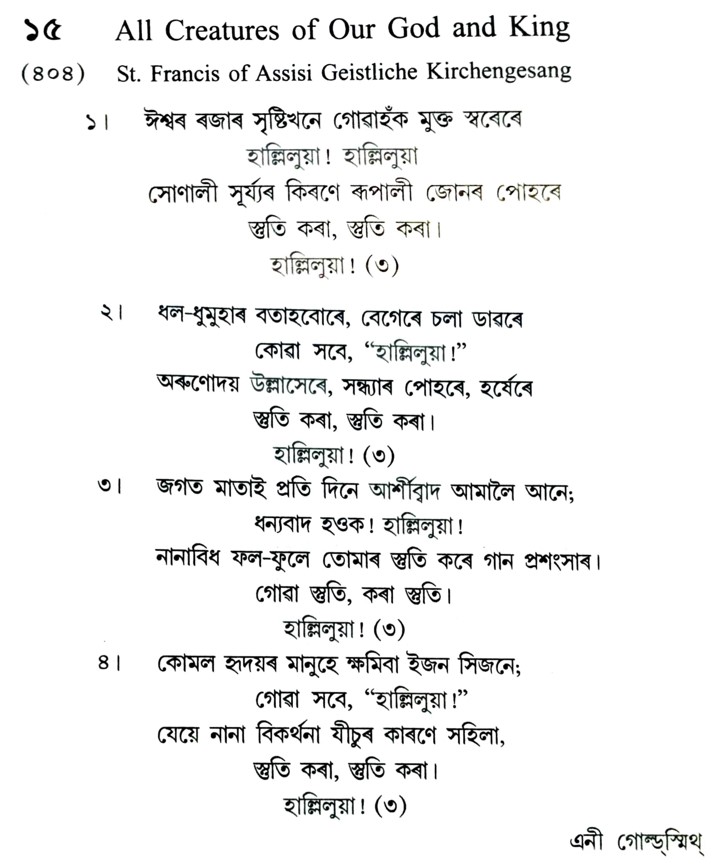 ১৫ All Creatures of Our God and King
(৪০৪) St. Francis of Assisi Geistliche Kirchengesang
১। ঈশ্বৰ ৰজাৰ সৃষ্টিখনে গোৱাহঁক মুক্ত স্বৰেৰে
হাল্লিলুয়া! হাল্লিলুয়া
সোণালী সূৰ্য্যৰ কিৰণে ৰূপালী জোনৰ পোহৰে
স্তুতি কৰা, স্তুতি কৰা।
হাল্লিলুয়া! (৩)
২। ধল-ধুমুহাৰ বতাহবোৰে, বেগেৰে চলা ডাৱৰে
কোৱা সবে, “হাল্লিলুয়া!”
অৰুণোদয় উল্লাসেৰে, সন্ধ্যাৰ পোহৰে, হৰ্ষেৰে
স্তুতি কৰা, স্তুতি কৰা।
হাল্লিলুয়া! (৩)
৩। জগত মাতাই প্ৰতি দিনে আৰ্শীব্বাদ আমালৈ আনে;
ধন্যবাদ হওক! হাল্লিলুয়া!
নানাবিধ ফল-ফুলে তোমাৰ স্তুতি কৰে গান প্ৰশংসাৰ।
গোৱা স্তুতি, কৰা স্তুতি।
হাল্লিলুয়া! (৩)
৪। কোমল হৃদয়ৰ মানুহে ক্ষমিবা ইজন সিজনে;
গোৱা সবে, “হাল্লিলুয়া!”
যেয়ে নানা বিকৰ্থনা যীচুৰ কাৰণে সহিলা,
স্তুতি কৰা, স্তুতি কৰা।
হাল্লিলুয়া! (৩)
এনী গোল্ড্‌স্মিথ্